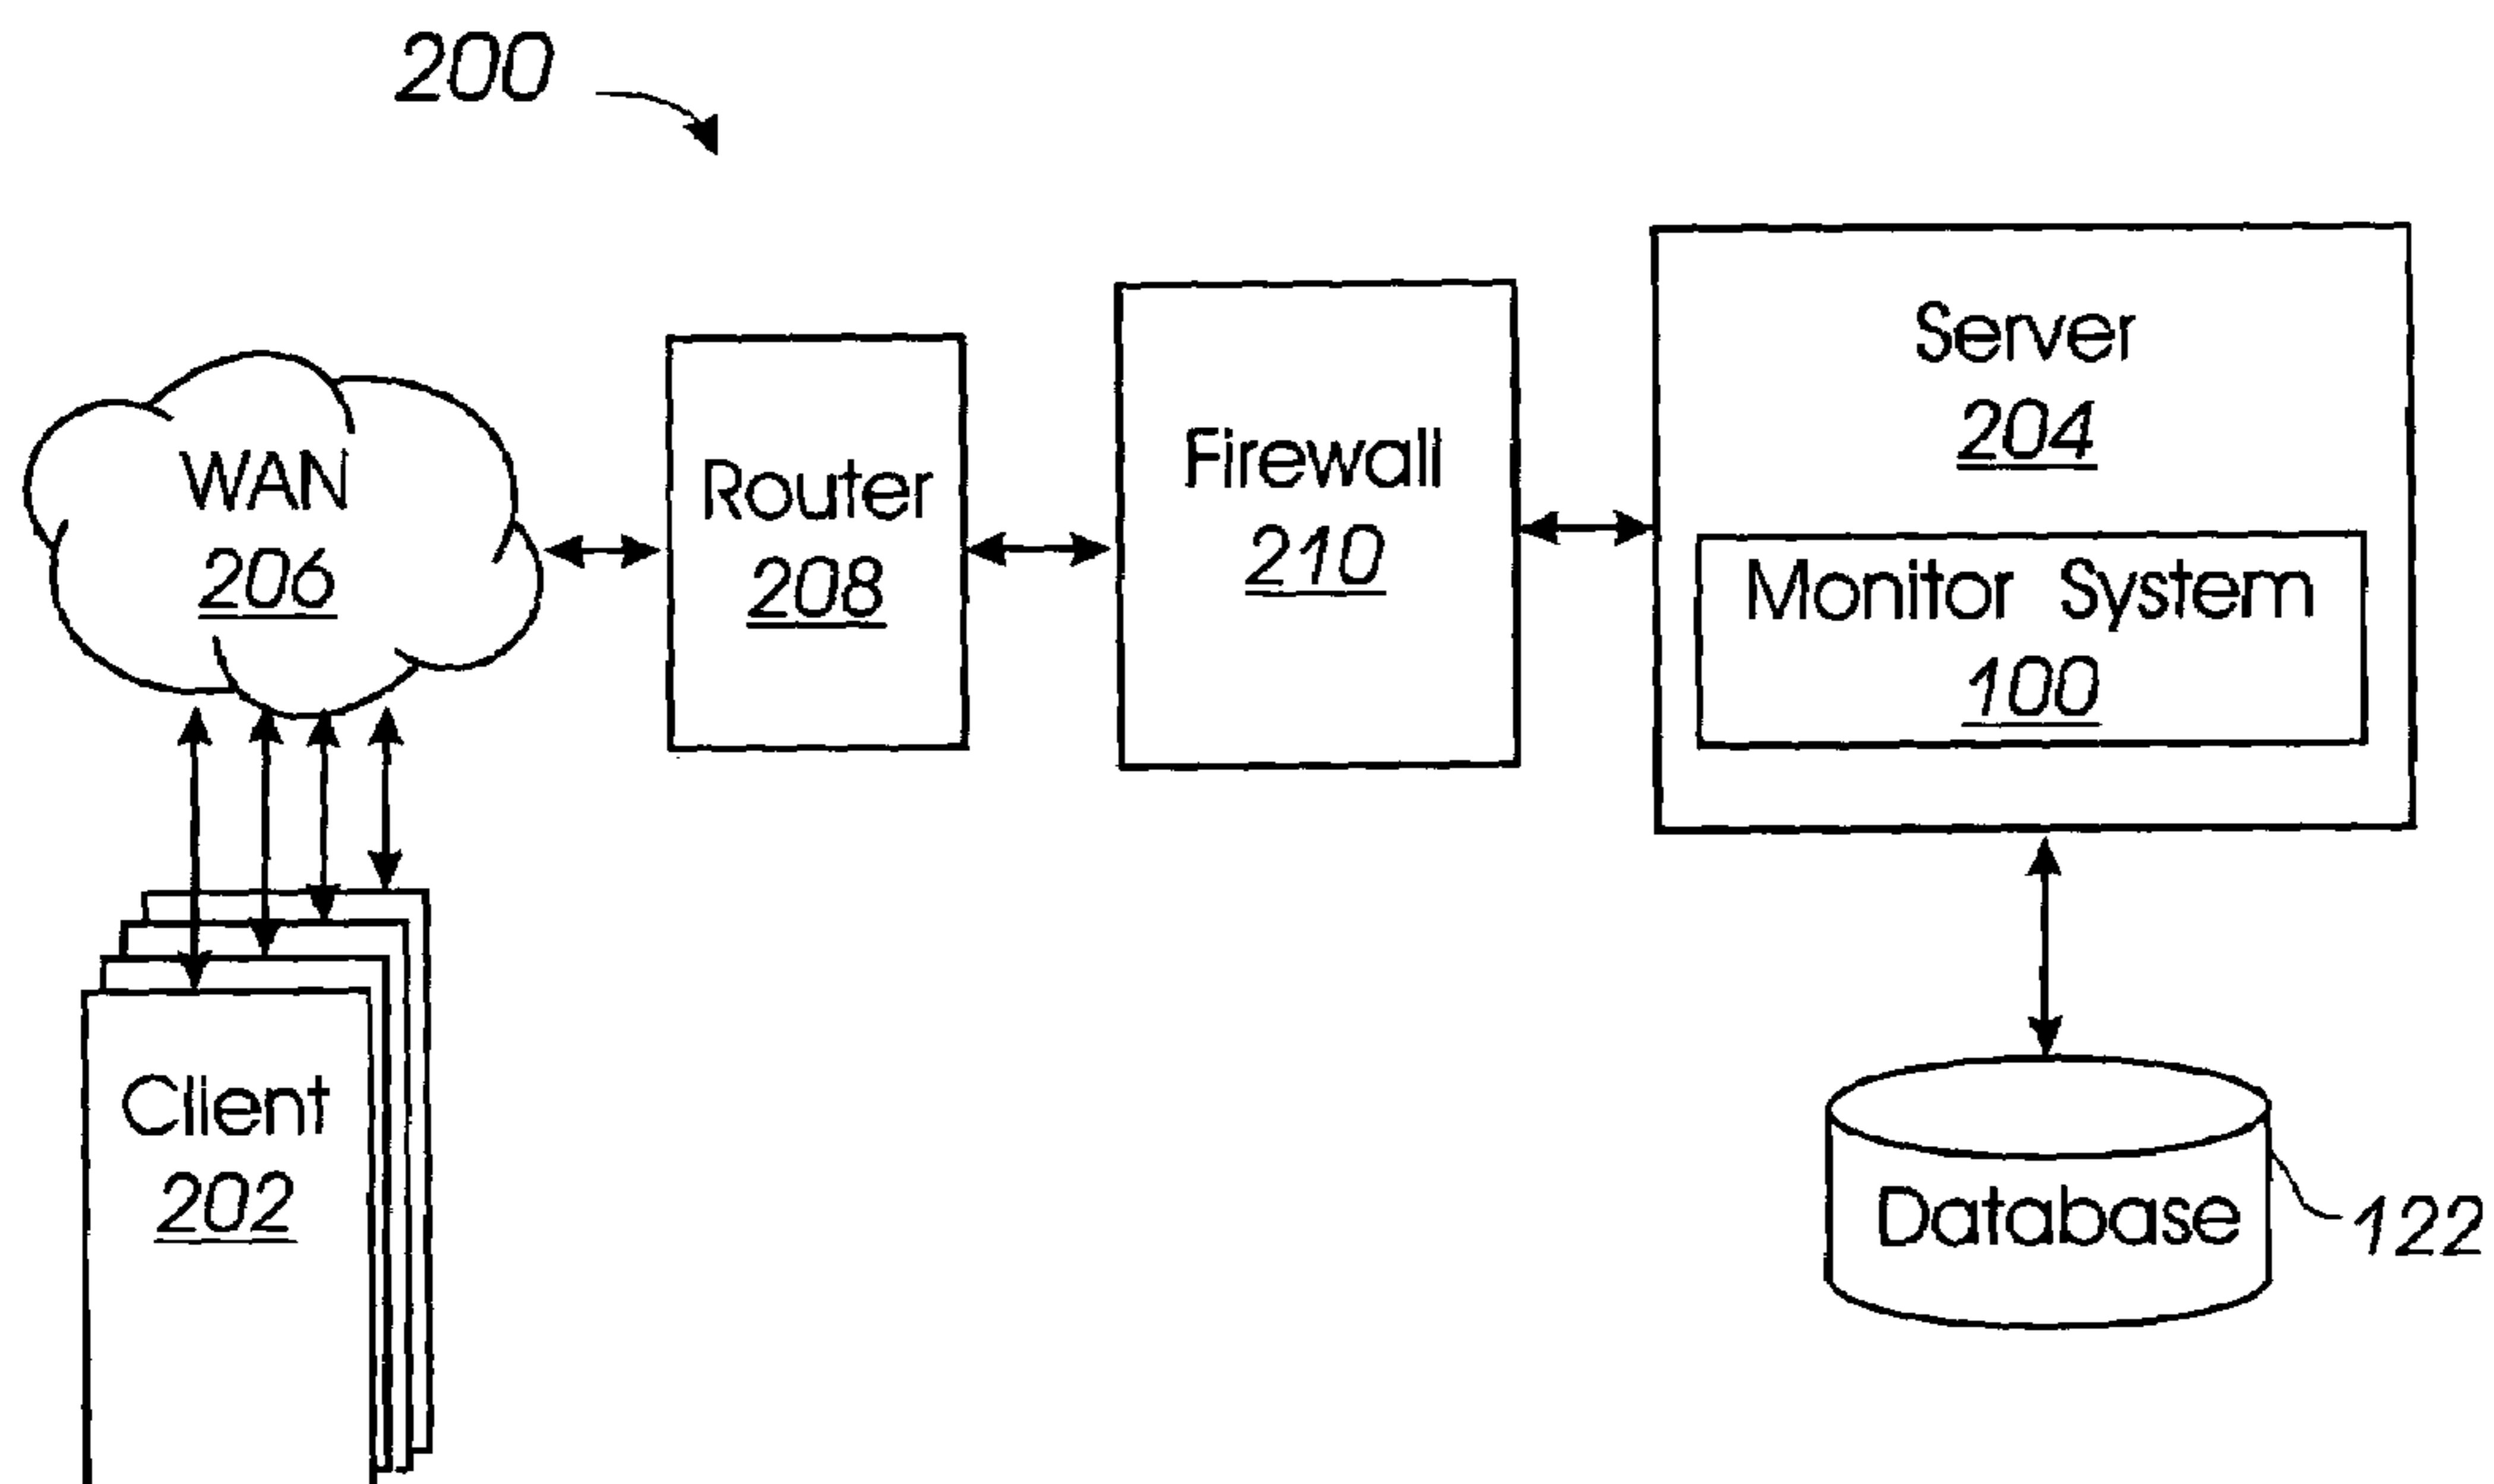 200
WAN
206
Router
208
Firewall
210
Server
204
Monitor System
100
Client
202
Database
122